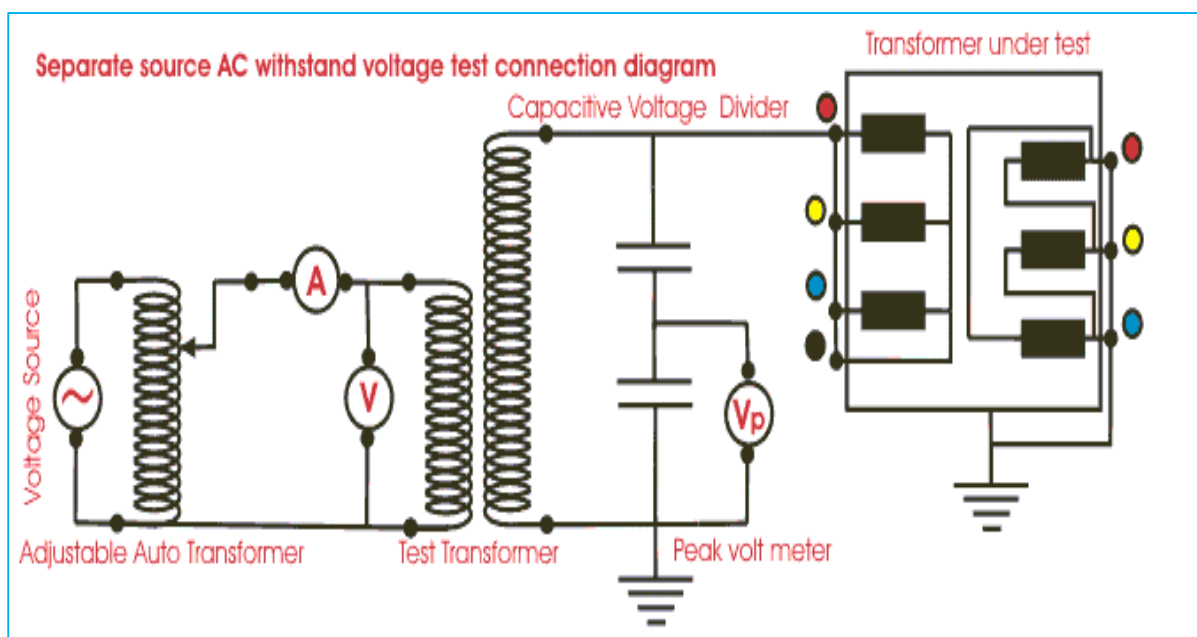 Transformer under test
Separate source AC withstand voltage test connection diagram
Capacitive Voltage Divider
Voltage Source
A
V
Vp
Adjustable Auto Transformer
Test Transformer
Peak volt meter